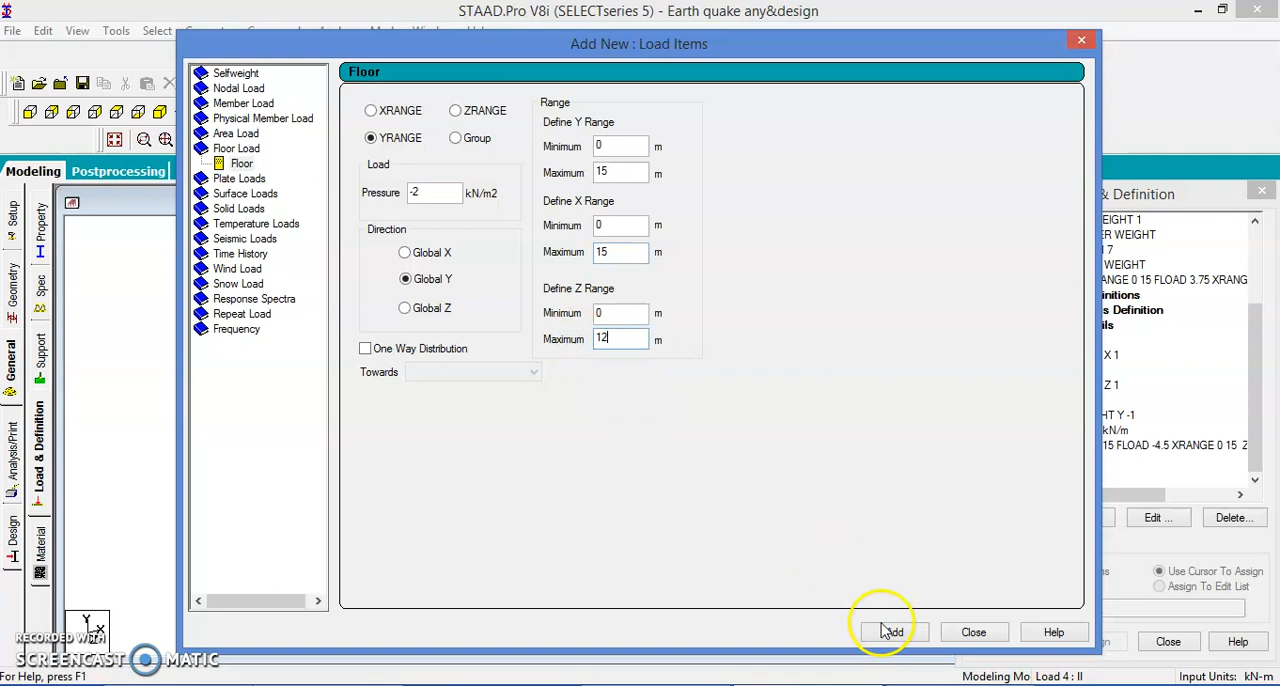 STAAD.Pro V8i (SELECTseries 5) - Earth quake any&design
File Edit View Tools Select
Add New : Load Items
Modeling Postprocessing
Setup
Geometry
General
Analysis/Print
Design
Property
Spec
Support
Load & Definition
Material
Selfweight
Nodal Load
Member Load
Physical Member Load
Area Load
Floor Load
Floor
Plate Loads
Surface Loads
Solid Loads
Temperature Loads
Seismic Loads
Time History
Wind Load
Snow Load
Response Spectra
Repeat Load
Frequency
Floor
XRANGE ZRANGE
YRANGE Group
Load
Pressure -2 kN/m2
Direction
Global X
Global Y
Global Z
One Way Distribution
Towards
Range
Define Y Range
Minimum 0 m
Maximum 15 m
Define X Range
Minimum 0 m
Maximum 15 m
Define Z Range
Minimum 0 m
Maximum 12 m
Add Close Help
& Definition
EIGHT 1
ER WEIGHT
I 7
WEIGHT
RANGE 0 15 FLOAD 3.75 XRANG
initions
s Definition
ils
X 1
Z 1
HT Y -1
kN/m
15 FLOAD -4.5 XRANGE 0 15 Z
Edit ... Delete...
Use Cursor To Assign
Assign To Edit List
Close Help
Y
X
RECORDED WITH
SCREENCAST MATIC
For Help, press F1
Modeling Mo Load 4 : ll Input Units: kN-m